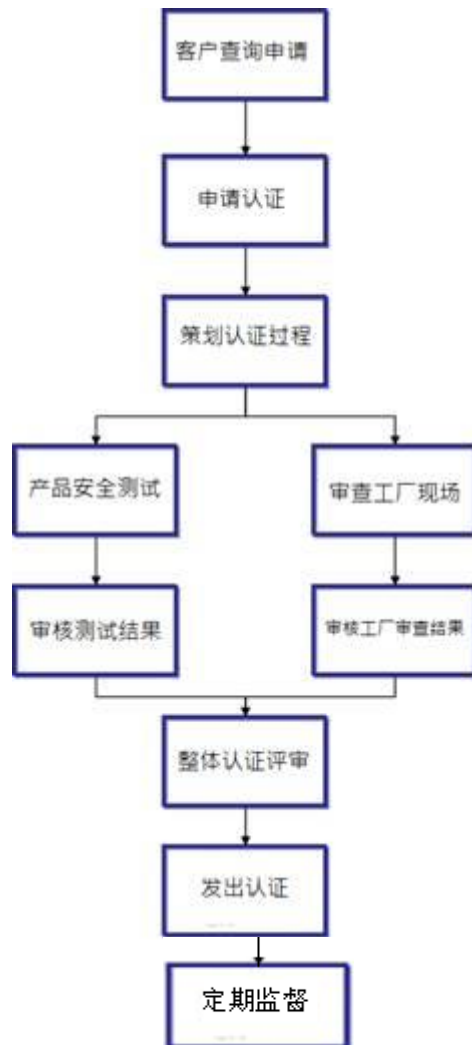 客户查询申请
申请认证
策划认证过程
产品安全测试
审查工厂现场
审核测试结果
审核工厂审查结果
整体认证评审
发出认证
定期监督